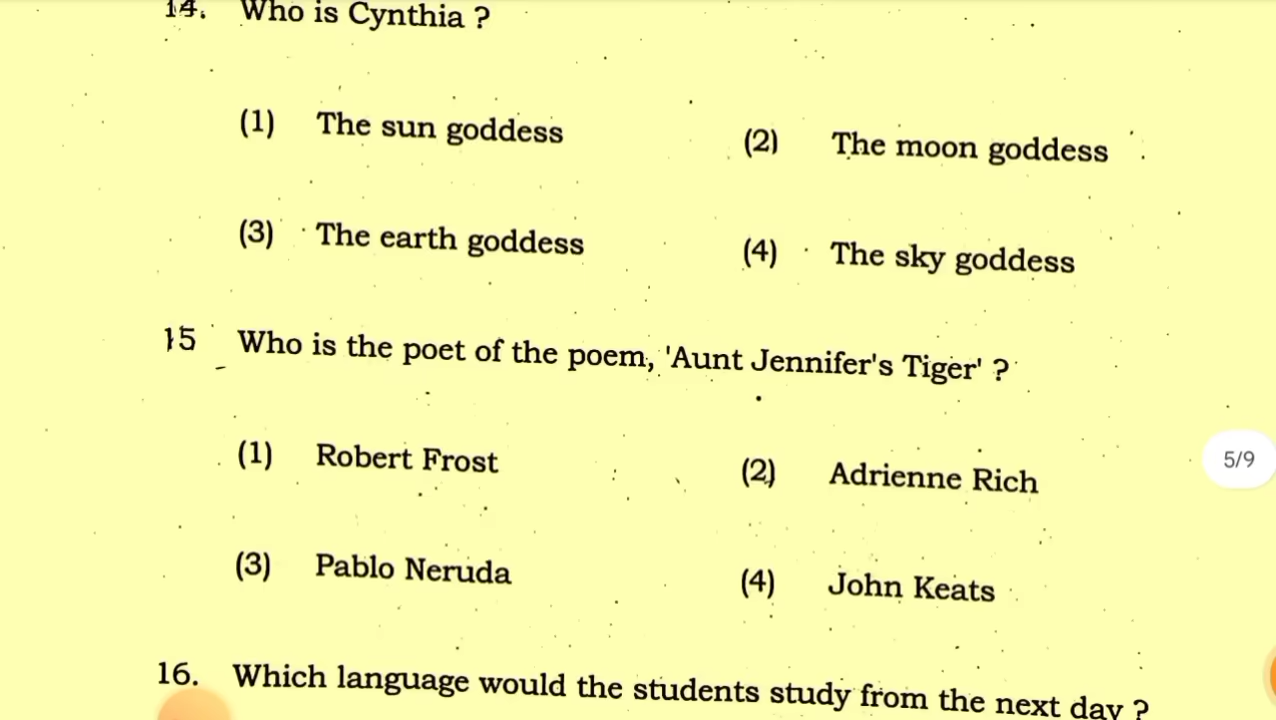 14. Who is Cynthia ?
(1) The sun goddess (2) The moon goddess
(3) The earth goddess (4) The sky goddess
15 Who is the poet of the poem, 'Aunt Jennifer's Tiger' ?
(1) Robert Frost (2) Adrienne Rich
5/9
(3) Pablo Neruda (4) John Keats
16. Which language would the students study from the next day ?